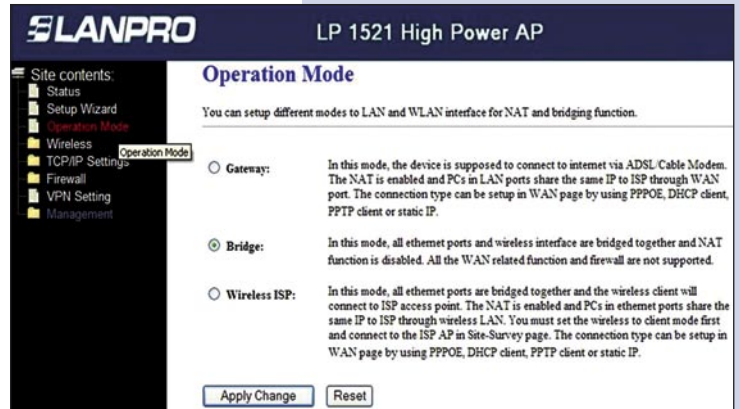 LANPRO
LP 1521 High Power AP
Site contents:
Status
Setup Wizard
Operation Mode
Wireless
Operation Mode
TCP/IP Settings
Firewall
VPN Setting
Management
Operation Mode
You can setup different modes to LAN and WLAN interface for NAT and bridging function.
Gateway:
In this mode, the device is supposed to connect to internet via ADSL/Cable Modem.
The NAT is enabled and PCs in LAN ports share the same IP to ISP through WAN
port. The connection type can be setup in WAN page by using PPPOE, DHCP client,
PPTP client or static IP.
Bridge:
In this mode, all ethernet ports and wireless interface are bridged together and NAT
function is disabled. All the WAN related function and firewall are not supported.
Wireless ISP:
In this mode, all ethernet ports are bridged together and the wireless client will
connect to ISP access point. The NAT is enabled and PCs in ethernet ports share the
same IP to ISP through wireless LAN. You must set the wireless to client mode first
and connect to the ISP AP in Site-Survey page. The connection type can be setup in
WAN page by using PPPOE, DHCP client, PPTP client or static IP.
Apply Change
Reset